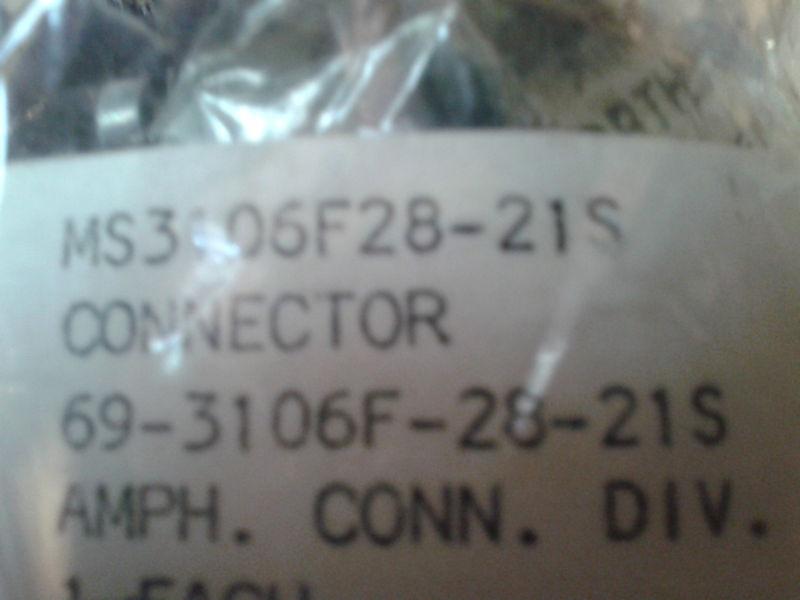 MS3106F28-21S
CONNECTOR
69-3106F-28-21S
AMPH. CONN. DIV.